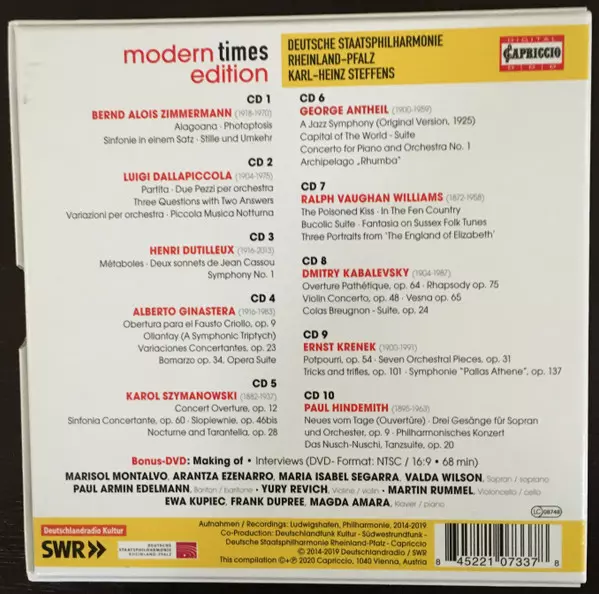 modern times
edition
DEUTSCHE STAATSPHILHARMONIE
RHEINLAND-PFALZ
KARL-HEINZ STEFFENS
DIGITAL
CAPRICCIO
DDD
CD 1
BERND ALOIS ZIMMERMANN (1918-1970)
Alagoana · Photoptosis
Sinfonie in einem Satz · Stille und Umkehr
CD 2
LUIGI DALLAPICCOLA (1904-1975)
Partita · Due Pezzi per orchestra
Three Questions with Two Answers
Variazioni per orchestra · Piccola Musica Notturna
CD 3
HENRI DUTILLEUX (1916-2013)
Métaboles · Deux sonnets de Jean Cassou
Symphony No. 1
CD 4
ALBERTO GINASTERA (1916-1983)
Obertura para el Fausto Criollo, op. 9
Ollantay (A Symphonic Triptych)
Variaciones Concertantes, op. 23
Bomarzo op. 34, Opera Suite
CD 5
KAROL SZYMANOWSKI (1882-1937)
Concert Overture, op. 12
Sinfonia Concertante, op. 60 · Slopiewnie, op. 46bis
Nocturne and Tarantella, op. 28
CD 6
GEORGE ANTHEIL (1900-1959)
A Jazz Symphony (Original Version, 1925)
Capital of the World - Suite
Concerto for Piano and Orchestra No. 1
Archipelago „Rhumba"
CD 7
RALPH VAUGHAN WILLIAMS (1872-1958)
The Poisoned Kiss · In The Fen Country
Bucolic Suite · Fantasia on Sussex Folk Tunes
Three Portraits from 'The England of Elizabeth'
CD 8
DMITRY KABALEVSKY (1904-1987)
Overture Pathétique, op. 64 · Rhapsody op. 75
Violin Concerto, op. 48 · Vesna op. 65
Colas Breugnon - Suite, op. 24
CD 9
ERNST KRENEK (1900-1991)
Potpourri, op. 54 · Seven Orchestral Pieces, op. 31
Tricks and trifles, op. 101 · Symphonie "Pallas Athene", op. 137
CD 10
PAUL HINDEMITH (1895-1963)
Neues vom Tage (Ouvertüre) · Drei Gesänge für Sopran
und Orchester, op. 9 · Philharmonisches Konzert
Das Nusch-Nuschi, Tanzsuite, op. 20
Bonus-DVD: Making of • Interviews (DVD- Format: NTSC / 16:9 • 68 min)
MARISOL MONTALVO, ARANTZA EZENARRO, MARIA ISABEL SEGARRA, VALDA WILSON, Sopran / soprano
PAUL ARMIN EDELMANN, Bariton / baritone · YURY REVICH, Violine / violin · MARTIN RUMMEL, Violoncello / cello
EWA KUPIEC, FRANK DUPREE, MAGDA AMARA, Klavier / piano
LC 08748
Deutschlandradio Kultur
SWR
DEUTSCHE
STAATSPHILHARMONIE
RHEINLAND-PFALZ
Aufnahmen / Recordings: Ludwigshafen, Philharmonie, 2014-2019
Co-Production: Deutschlandfunk Kultur - Südwestrundfunk -
Deutsche Staatsphilharmonie Rheinland-Pfalz - Capriccio
℗ 2014-2019 Deutschlandradio / SWR
This compilation ©+℗ 2020 Capriccio, 1040 Vienna, Austria
8 45221 07337 8